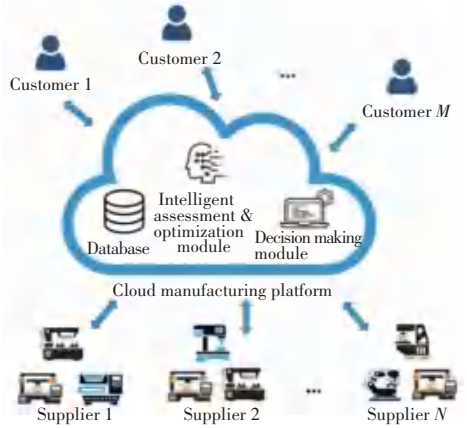 Customer 2
Customer 1
...
Customer M
Intelligent
assessment &
optimization
module
Database
Decision making
module
Cloud manufacturing platform
...
Supplier 1
Supplier 2
Supplier N